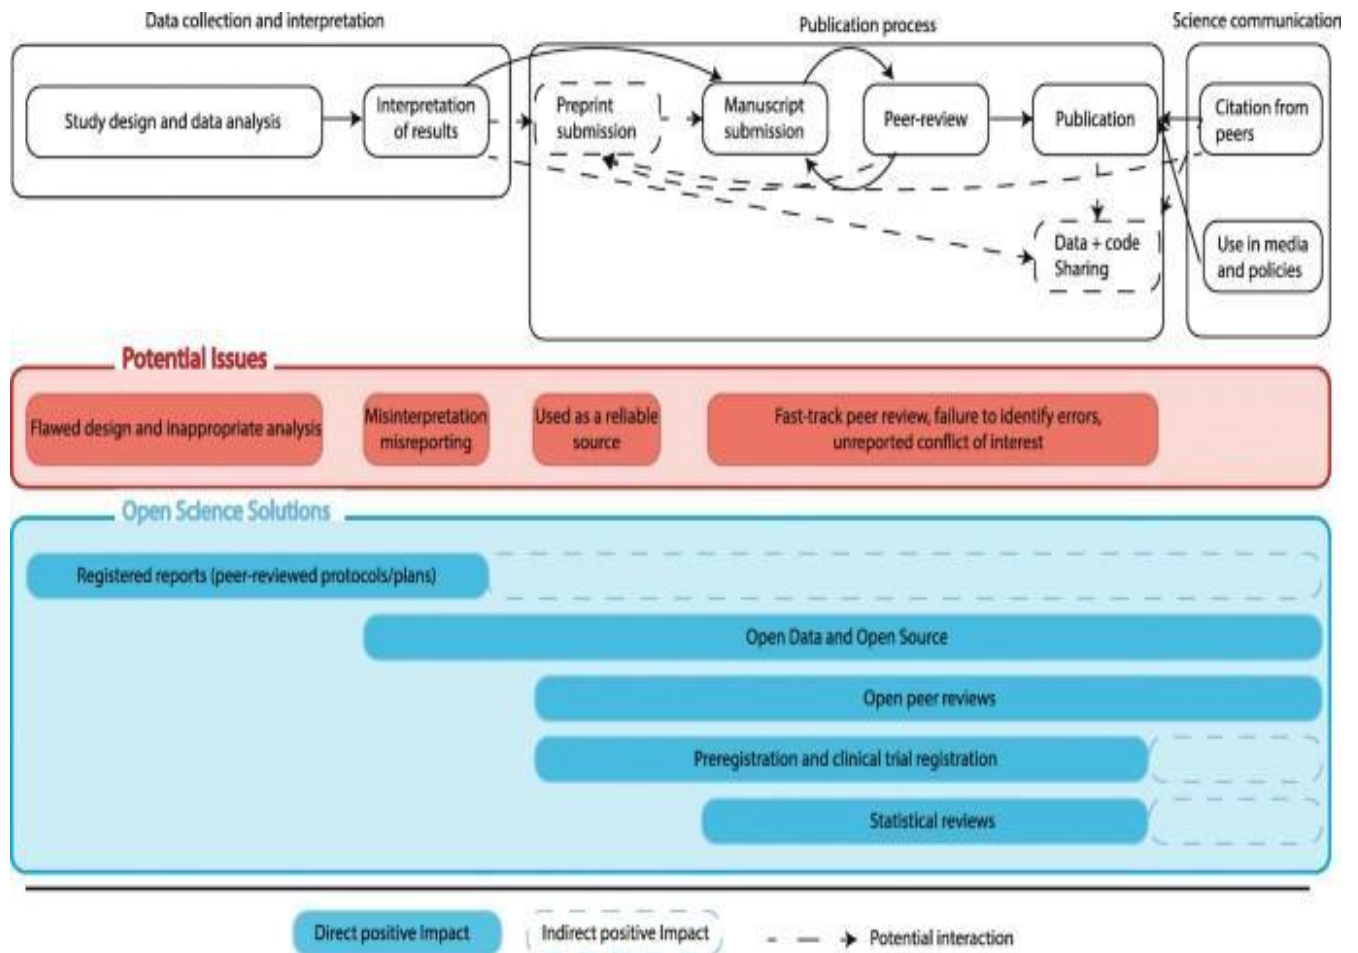 Data collection and interpretation
Publication process
Science communication
Study design and data analysis
Interpretation
of results
Preprint
submission
Manuscript
submission
Peer-review
Publication
Citation from
peers
Data + code
Sharing
Use in media
and policies
Potential Issues
Flawed design and inappropriate analysis
Misinterpretation
misreporting
Used as a reliable
source
Fast-track peer review, failure to identify errors,
unreported conflict of interest
Open Science Solutions
Registered reports (peer-reviewed protocols/plans)
Open Data and Open Source
Open peer reviews
Preregistration and clinical trial registration
Statistical reviews
Direct positive Impact
Indirect positive Impact
Potential interaction